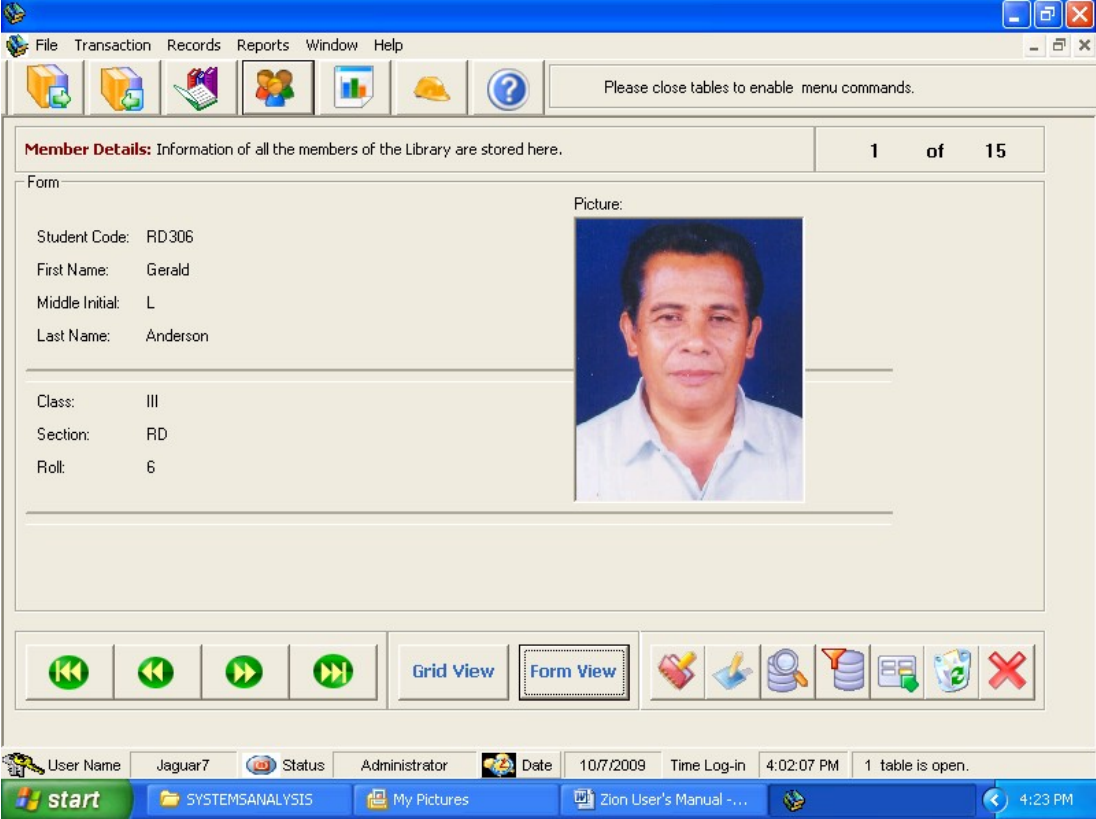 File Transaction Records Reports Window Help
Please close tables to enable menu commands.
Member Details: Information of all the members of the Library are stored here.
1 of 15
Form
Picture:
Student Code: RD306
First Name: Gerald
Middle Initial: L
Last Name: Anderson
Class: III
Section: RD
Roll: 6
Grid View Form View
User Name Jaguar7 Status Administrator Date 10/7/2009 Time Log-in 4:02:07 PM 1 table is open.
start SYSTEMSANALYSIS My Pictures Zion User's Manual -... 4:23 PM